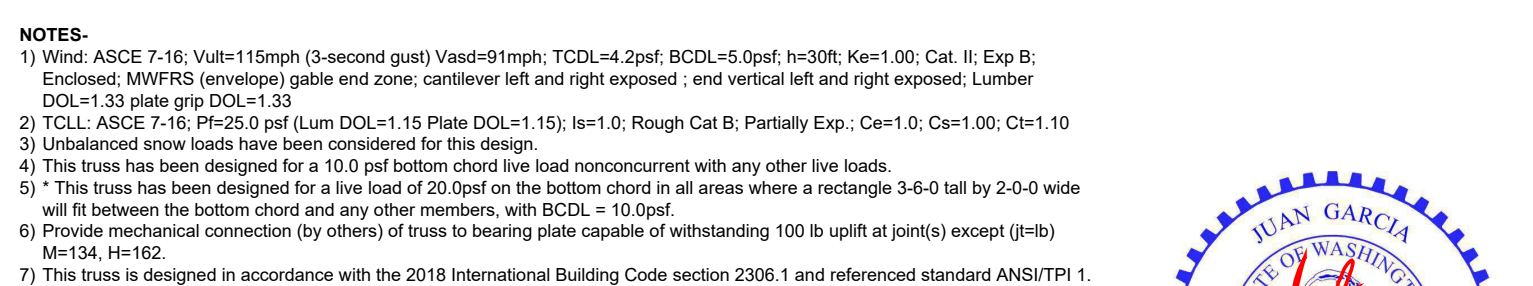 NOTES-
1) Wind: ASCE 7-16; Vult=115mph (3-second gust) Vasd=91mph; TCDL=4.2psf; BCDL=5.0psf; h=30ft; Ke=1.00; Cat. II; Exp B;
Enclosed; MWFRS (envelope) gable end zone; cantilever left and right exposed ; end vertical left and right exposed; Lumber
DOL=1.33 plate grip DOL=1.33
2) TCLL: ASCE 7-16; Pf=25.0 psf (Lum DOL=1.15 Plate DOL=1.15); Is=1.0; Rough Cat B; Partially Exp.; Ce=1.0; Cs=1.00; Ct=1.10
3) Unbalanced snow loads have been considered for this design.
4) This truss has been designed for a 10.0 psf bottom chord live load nonconcurrent with any other live loads.
5) * This truss has been designed for a live load of 20.0psf on the bottom chord in all areas where a rectangle 3-6-0 tall by 2-0-0 wide
will fit between the bottom chord and any other members, with BCDL = 10.0psf.
6) Provide mechanical connection (by others) of truss to bearing plate capable of withstanding 100 lb uplift at joint(s) except (jt=lb)
M=134, H=162.
7) This truss is designed in accordance with the 2018 International Building Code section 2306.1 and referenced standard ANSI/TPI 1.
JUAN GARCIA
TE OF WASHINGT